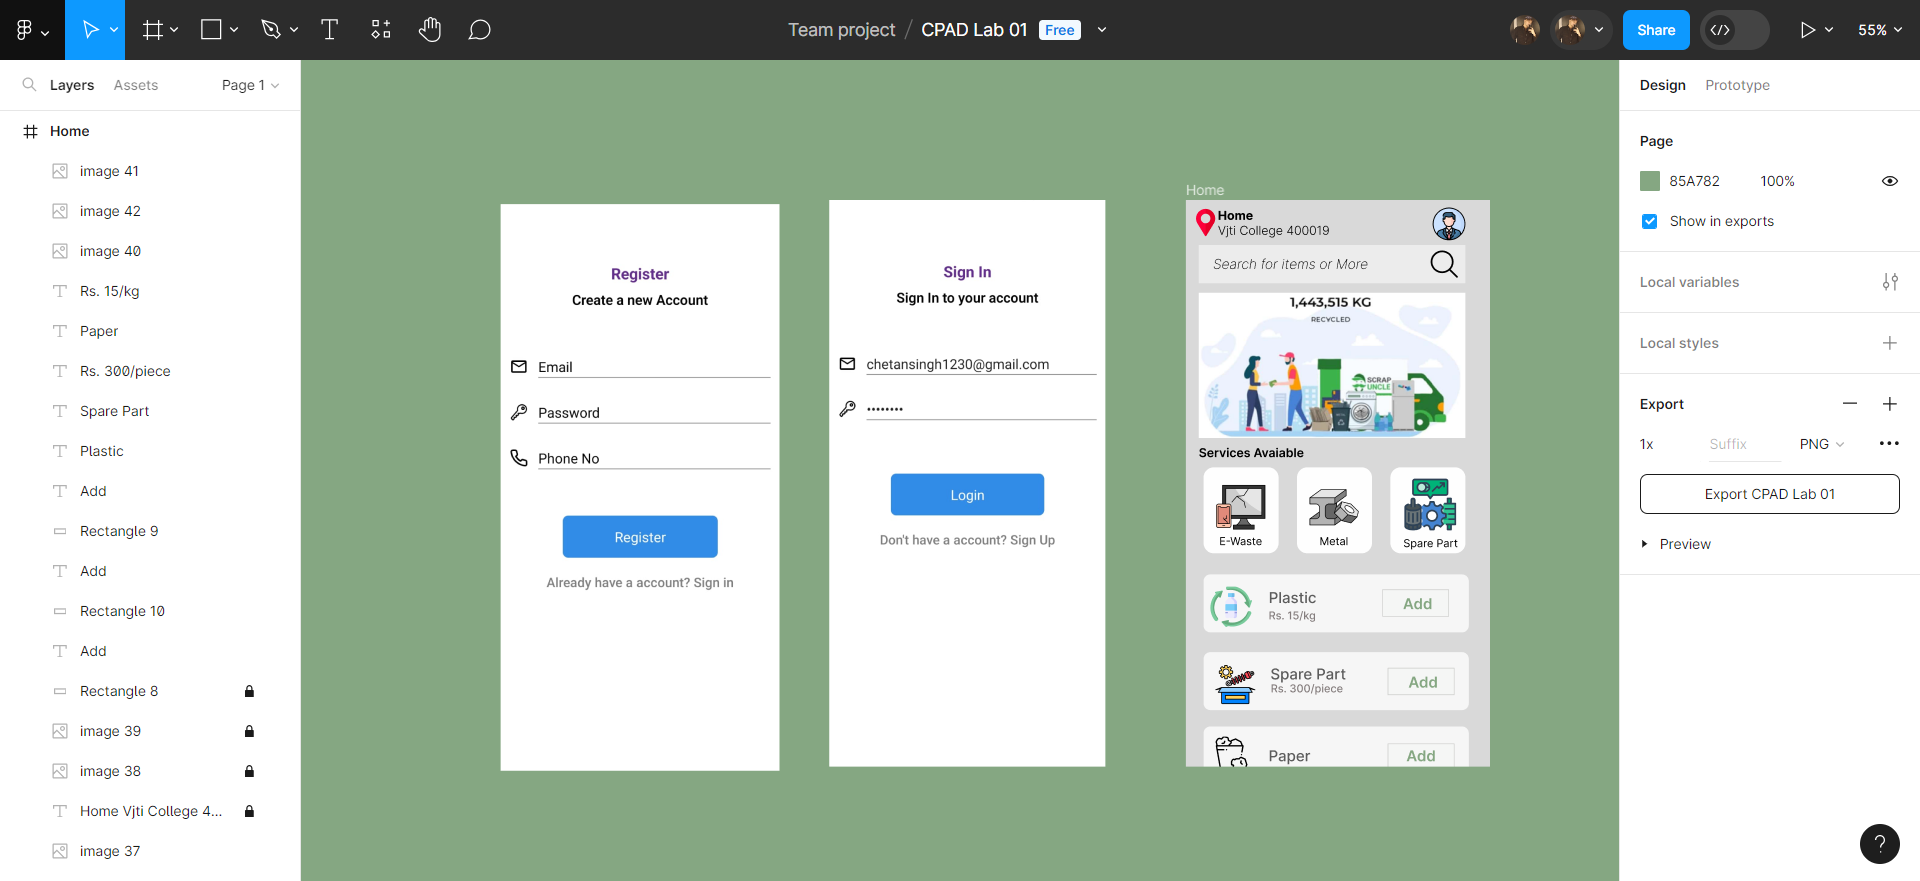 Team project / CPAD Lab 01 Free
Share
55%
Layers Assets Page 1
Home
image 41
image 42
image 40
Rs. 15/kg
Paper
Rs. 300/piece
Spare Part
Plastic
Add
Rectangle 9
Add
Rectangle 10
Add
Rectangle 8
image 39
image 38
Home Vjti College 4...
image 37
Register
Create a new Account
Email
Password
Phone No
Register
Already have a account? Sign in
Sign In
Sign In to your account
chetansingh1230@gmail.com
••••••••
Login
Don't have a account? Sign Up
Home
Home
Vjti College 400019
Search for items or More
1,443,515 KG
RECYCLED
SCRAP
UNCLE
Services Avaiable
E-Waste
Metal
Spare Part
Plastic
Rs. 15/kg
Add
Spare Part
Rs. 300/piece
Add
Paper
Add
Design Prototype
Page
85A782 100%
Show in exports
Local variables
Local styles
Export
1x Suffix PNG
Export CPAD Lab 01
Preview
?